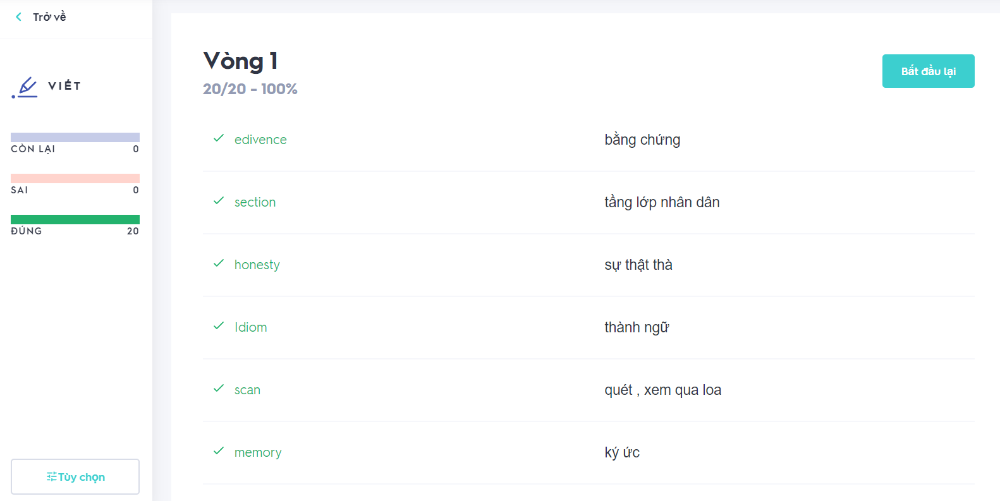 Trở về
VIẾT
CÒN LẠI 0
SAI 0
ĐÚNG 20
Tùy chọn
Vòng 1
20/20 - 100%
Bắt đầu lại
edivence bằng chứng
section tầng lớp nhân dân
honesty sự thật thà
Idiom thành ngữ
scan quét , xem qua loa
memory ký ức